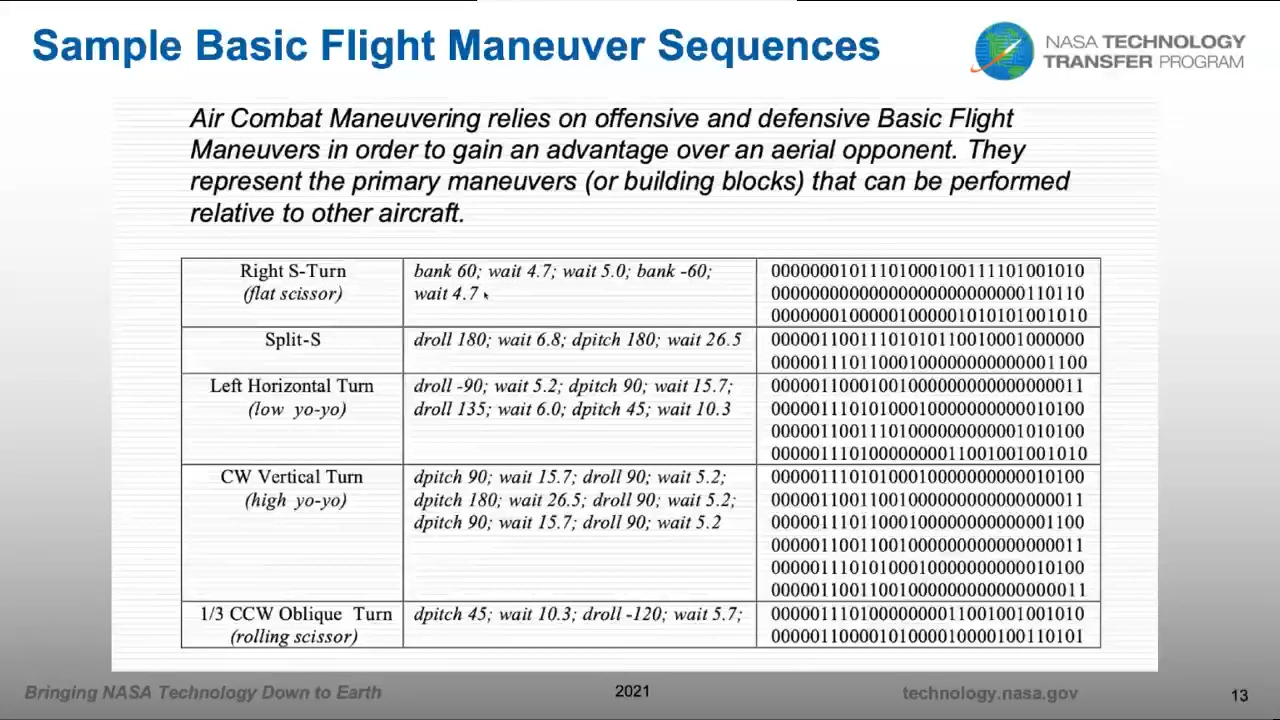 Sample Basic Flight Maneuver Sequences
NASA TECHNOLOGY
TRANSFER PROGRAM
Air Combat Maneuvering relies on offensive and defensive Basic Flight
Maneuvers in order to gain an advantage over an aerial opponent. They
represent the primary maneuvers (or building blocks) that can be performed
relative to other aircraft.
Right S-Turn
(flat scissor)
bank 60; wait 4.7; wait 5.0; bank -60;
wait 4.7
00000001011101000100111101001010
00000000000000000000000000110110
00000001000001000001010101001010
Split-S
droll 180; wait 6.8; dpitch 180; wait 26.5
00000110011101010110010001000000
00000111011000100000000000001100
Left Horizontal Turn
(low yo-yo)
droll -90; wait 5.2; dpitch 90; wait 15.7;
droll 135; wait 6.0; dpitch 45; wait 10.3
00000110001001000000000000000011
00000111010100010000000000010100
00000110011101000000000001010100
00000111010000000011001001001010
CW Vertical Turn
(high yo-yo)
dpitch 90; wait 15.7; droll 90; wait 5.2;
dpitch 180; wait 26.5; droll 90; wait 5.2;
dpitch 90; wait 15.7; droll 90; wait 5.2
00000111010100010000000000010100
00000110011001000000000000000011
00000111011000100000000000001100
00000110011001000000000000000011
00000111010100010000000000010100
00000110011001000000000000000011
1/3 CCW Oblique Turn
(rolling scissor)
dpitch 45; wait 10.3; droll -120; wait 5.7;
00000111010000000011001001001010
00000110000101000010000100110101
Bringing NASA Technology Down to Earth
2021
technology.nasa.gov
13